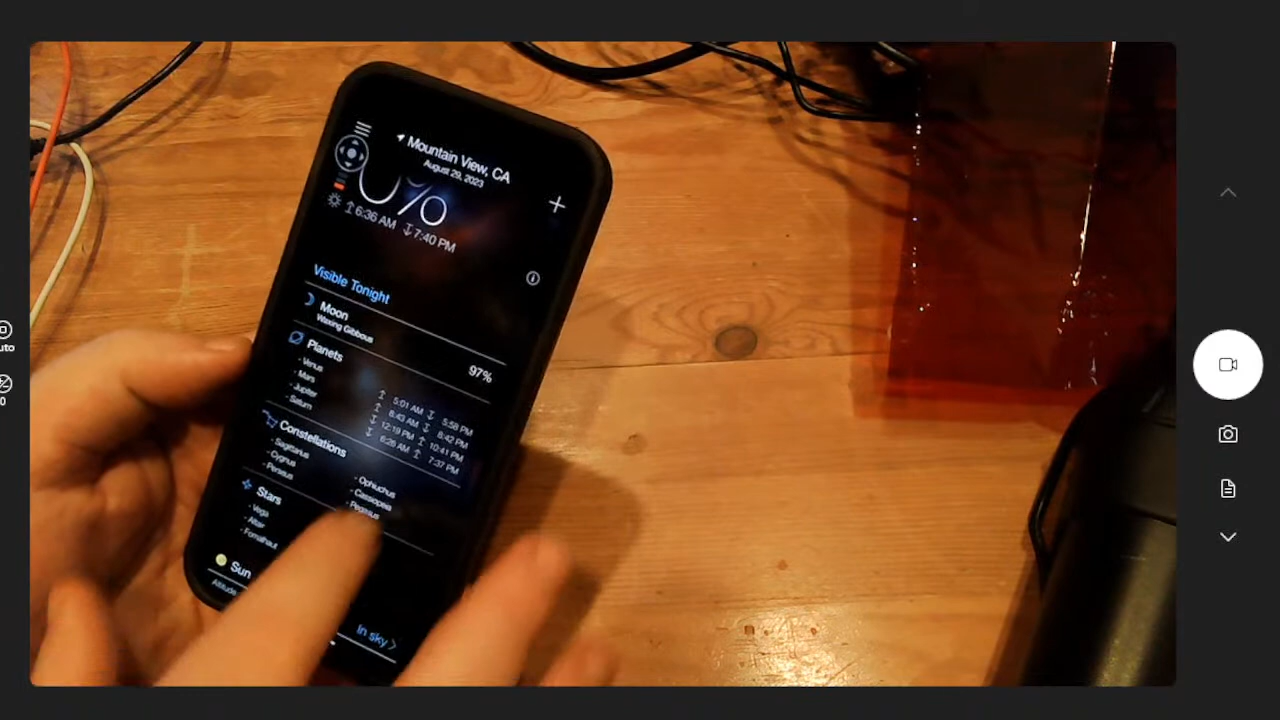 Mountain View, CA
August 29, 2023
0%
6:36 AM 7:40 PM
Visible Tonight
Moon
Waxing Gibbous
97%
Planets
- Venus 5:01 AM 5:58 PM
- Mars 8:43 AM 8:42 PM
- Jupiter 12:19 PM 10:41 PM
- Saturn 6:26 AM 7:37 PM
Constellations
- Sagittarius - Ophiuchus
- Cygnus - Cassiopeia
- Perseus - Pegasus
Stars
- Vega
- Altair
- Fomalhaut
Sun
Altitude
In sky
0